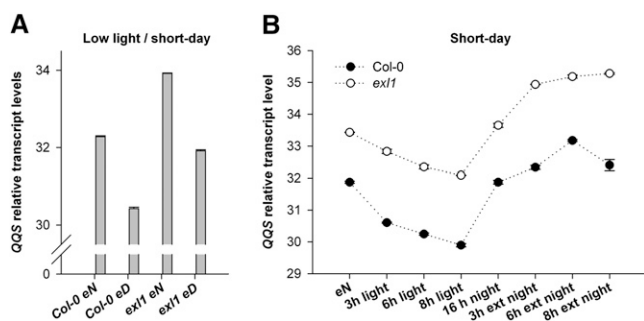 A
Low light / short-day
QQS relative transcript levels
34
32
30
0
Col-0 eN
Col-0 eD
exl1 eN
exl1 eD
B
Short-day
QQS relative transcript level
36
35
34
33
32
31
30
29
Col-0
exl1
eN
3h light
6h light
8h light
16 h night
3h ext night
6h ext night
8h ext night